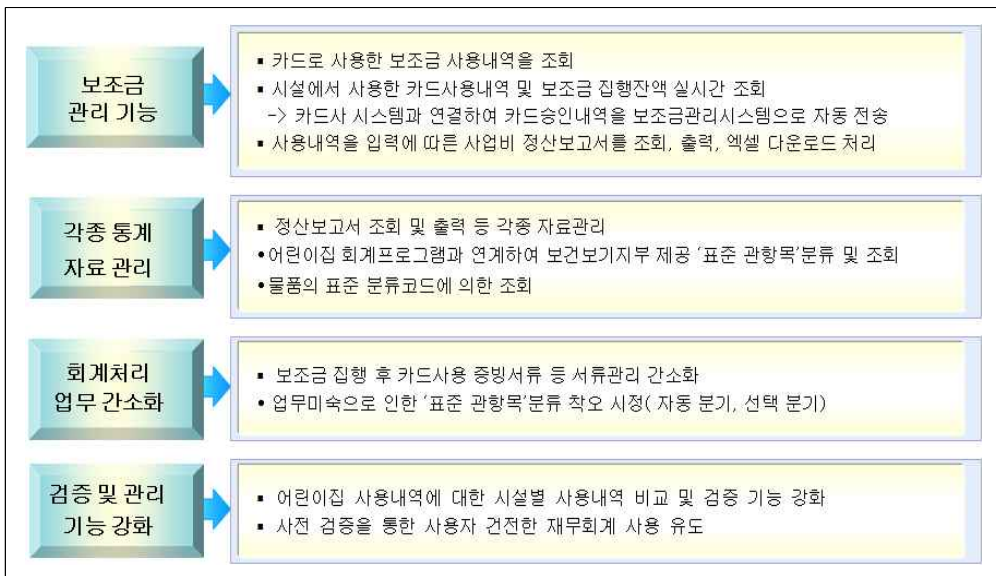 보조금
관리 기능
▪ 카드로 사용한 보조금 사용내역을 조회
▪ 시설에서 사용한 카드사용내역 및 보조금 집행잔액 실시간 조회
-> 카드사 시스템과 연결하여 카드승인내역을 보조금관리시스템으로 자동 전송
▪ 사용내역을 입력에 따른 사업비 정산보고서를 조회, 출력, 엑셀 다운로드 처리
각종 통계
자료 관리
▪ 정산보고서 조회 및 출력 등 각종 자료관리
•어린이집 회계프로그램과 연계하여 보건보기지부 제공 '표준 관항목'분류 및 조회
•물품의 표준 분류코드에 의한 조회
회계처리
업무 간소화
▪ 보조금 집행 후 카드사용 증빙서류 등 서류관리 간소화
▪ 업무미숙으로 인한 '표준 관항목'분류 착오 시정( 자동 분기, 선택 분기)
검증 및 관리
기능 강화
▪ 어린이집 사용내역에 대한 시설별 사용내역 비교 및 검증 기능 강화
▪ 사전 검증을 통한 사용자 건전한 재무회계 사용 유도